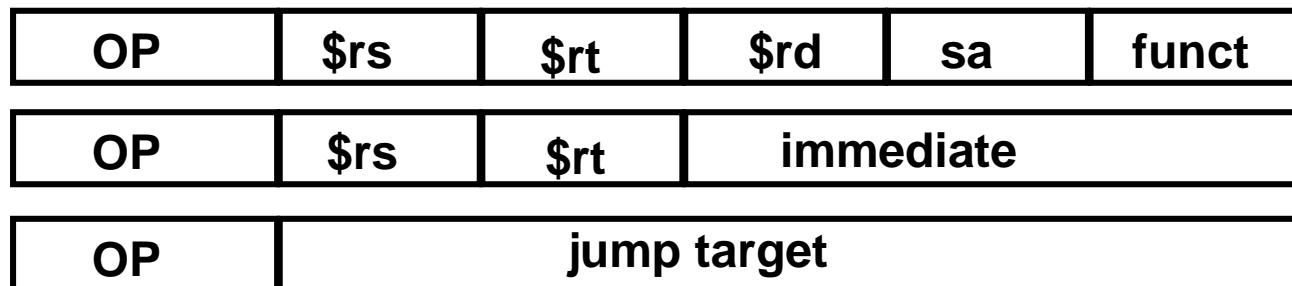 OP $rs $rt $rd sa funct
OP $rs $rt immediate
OP jump target